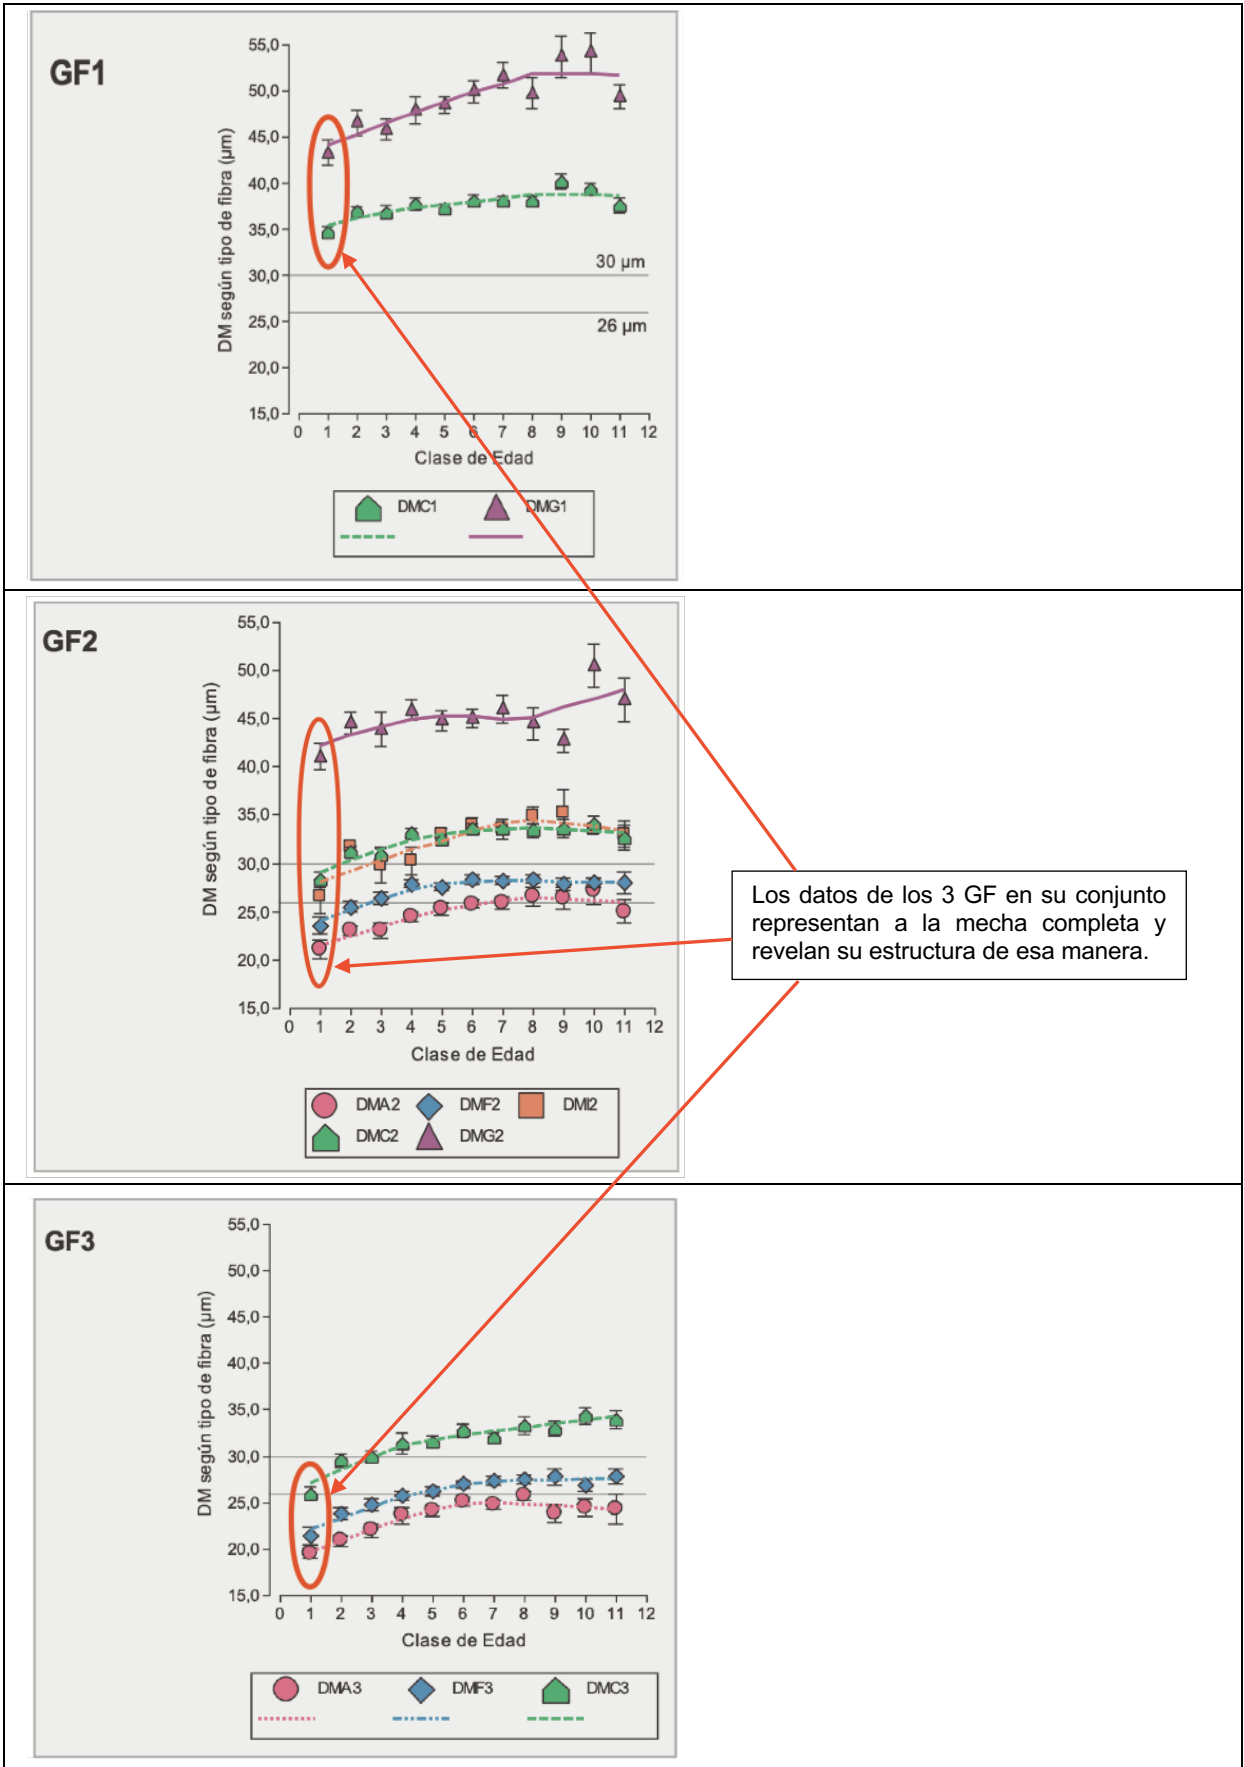 GF1
DM según tipo de fibra (µm)
55,0
50,0
45,0
40,0
35,0
30,0
25,0
20,0
15,0
30 µm
26 µm
0 1 2 3 4 5 6 7 8 9 10 11 12
Clase de Edad
DMC1 DMG1
GF2
DM según tipo de fibra (µm)
55,0
50,0
45,0
40,0
35,0
30,0
25,0
20,0
15,0
0 1 2 3 4 5 6 7 8 9 10 11 12
Clase de Edad
DMA2 DMF2 DMI2
DMC2 DMG2
Los datos de los 3 GF en su conjunto
representan a la mecha completa y
revelan su estructura de esa manera.
GF3
DM según tipo de fibra (µm)
55,0
50,0
45,0
40,0
35,0
30,0
25,0
20,0
15,0
0 1 2 3 4 5 6 7 8 9 10 11 12
Clase de Edad
DMA3 DMF3 DMC3